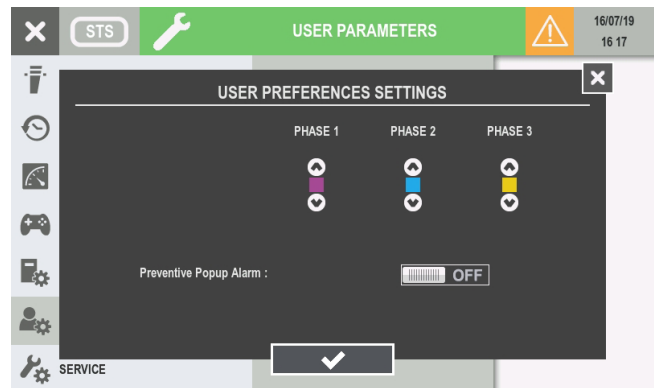 STS
USER PARAMETERS
16/07/19
16 17
USER PREFERENCES SETTINGS
PHASE 1
PHASE 2
PHASE 3
Preventive Popup Alarm :
OFF
SERVICE